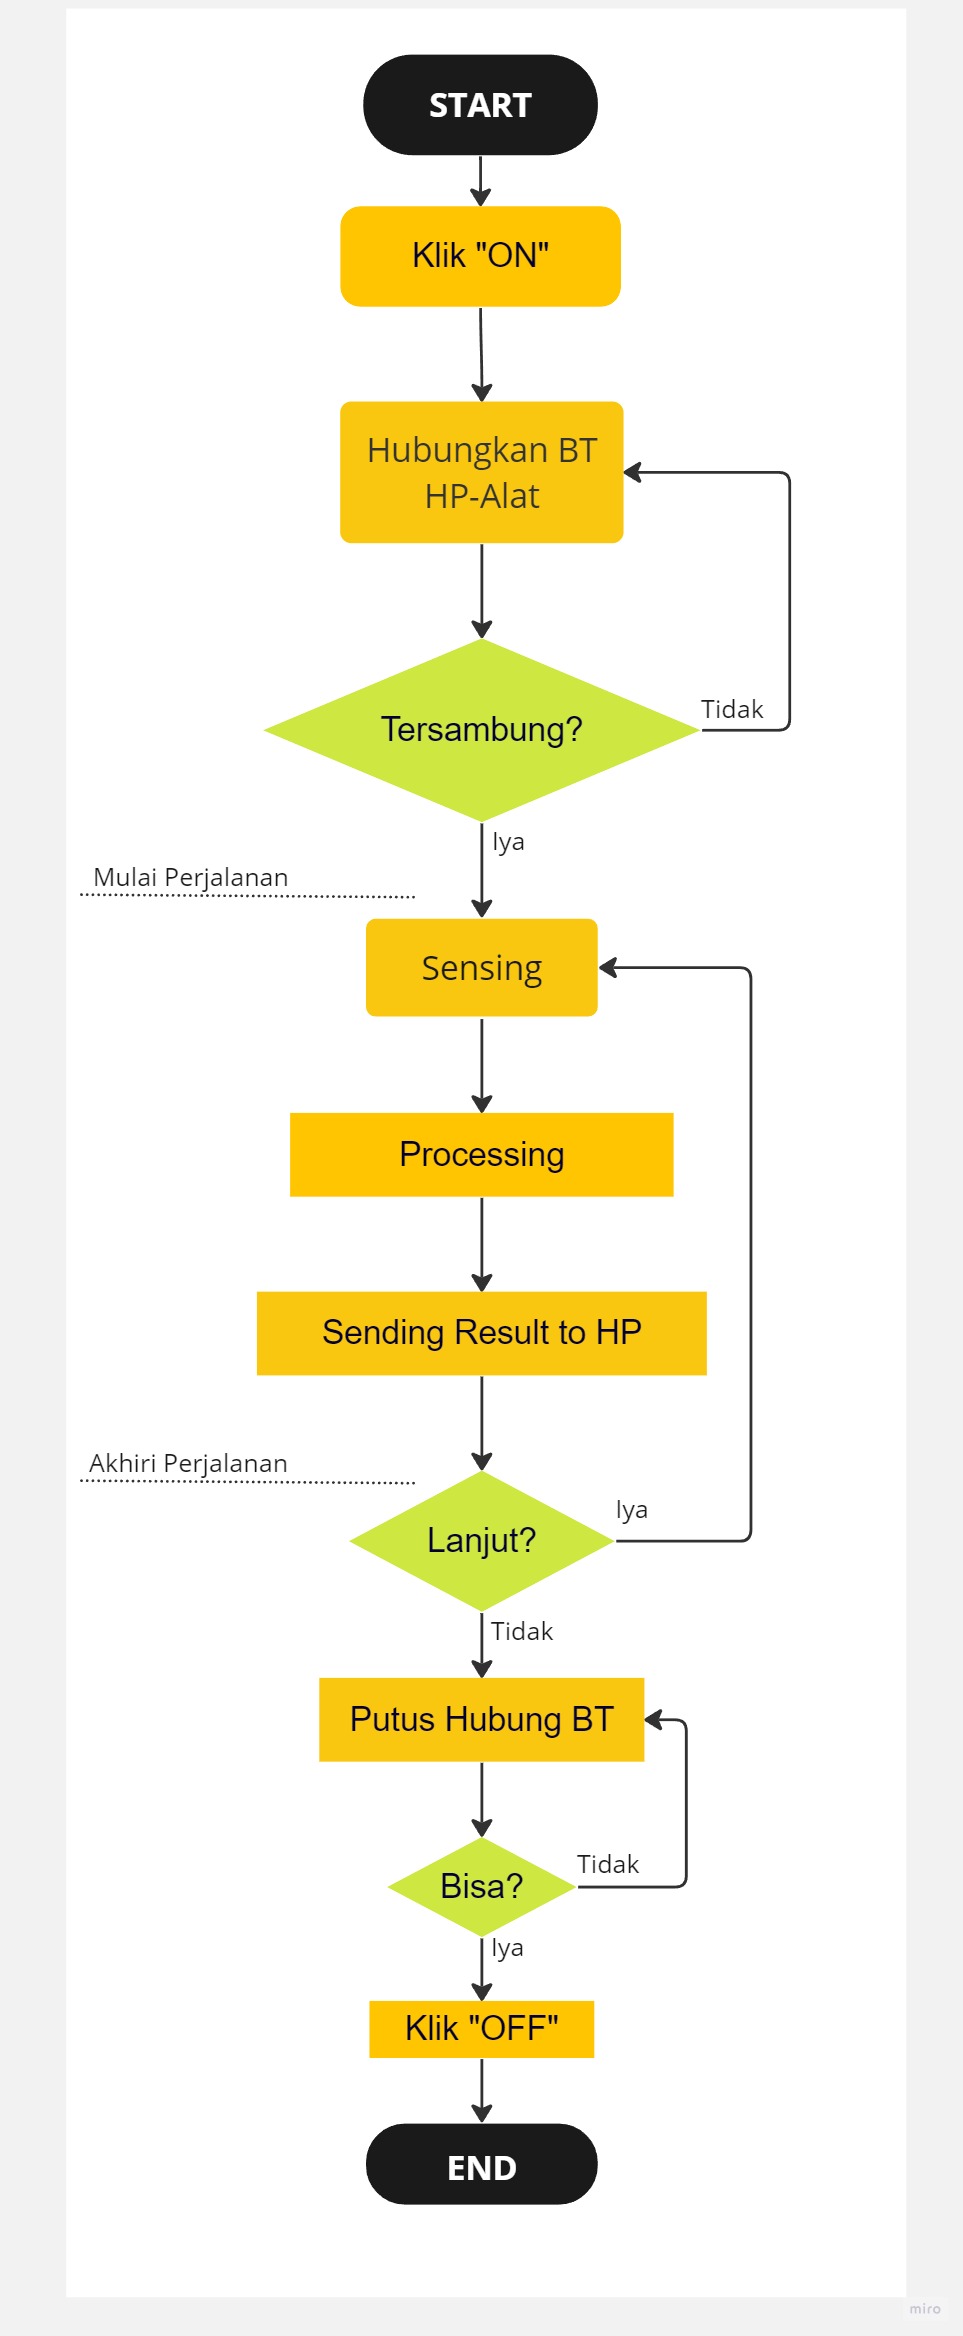 START
Klik "ON"
Hubungkan BT
HP-Alat
Tersambung?
Tidak
Iya
Mulai Perjalanan
Sensing
Processing
Sending Result to HP
Akhiri Perjalanan
Lanjut?
Iya
Tidak
Putus Hubung BT
Bisa?
Tidak
Iya
Klik "OFF"
END
miro